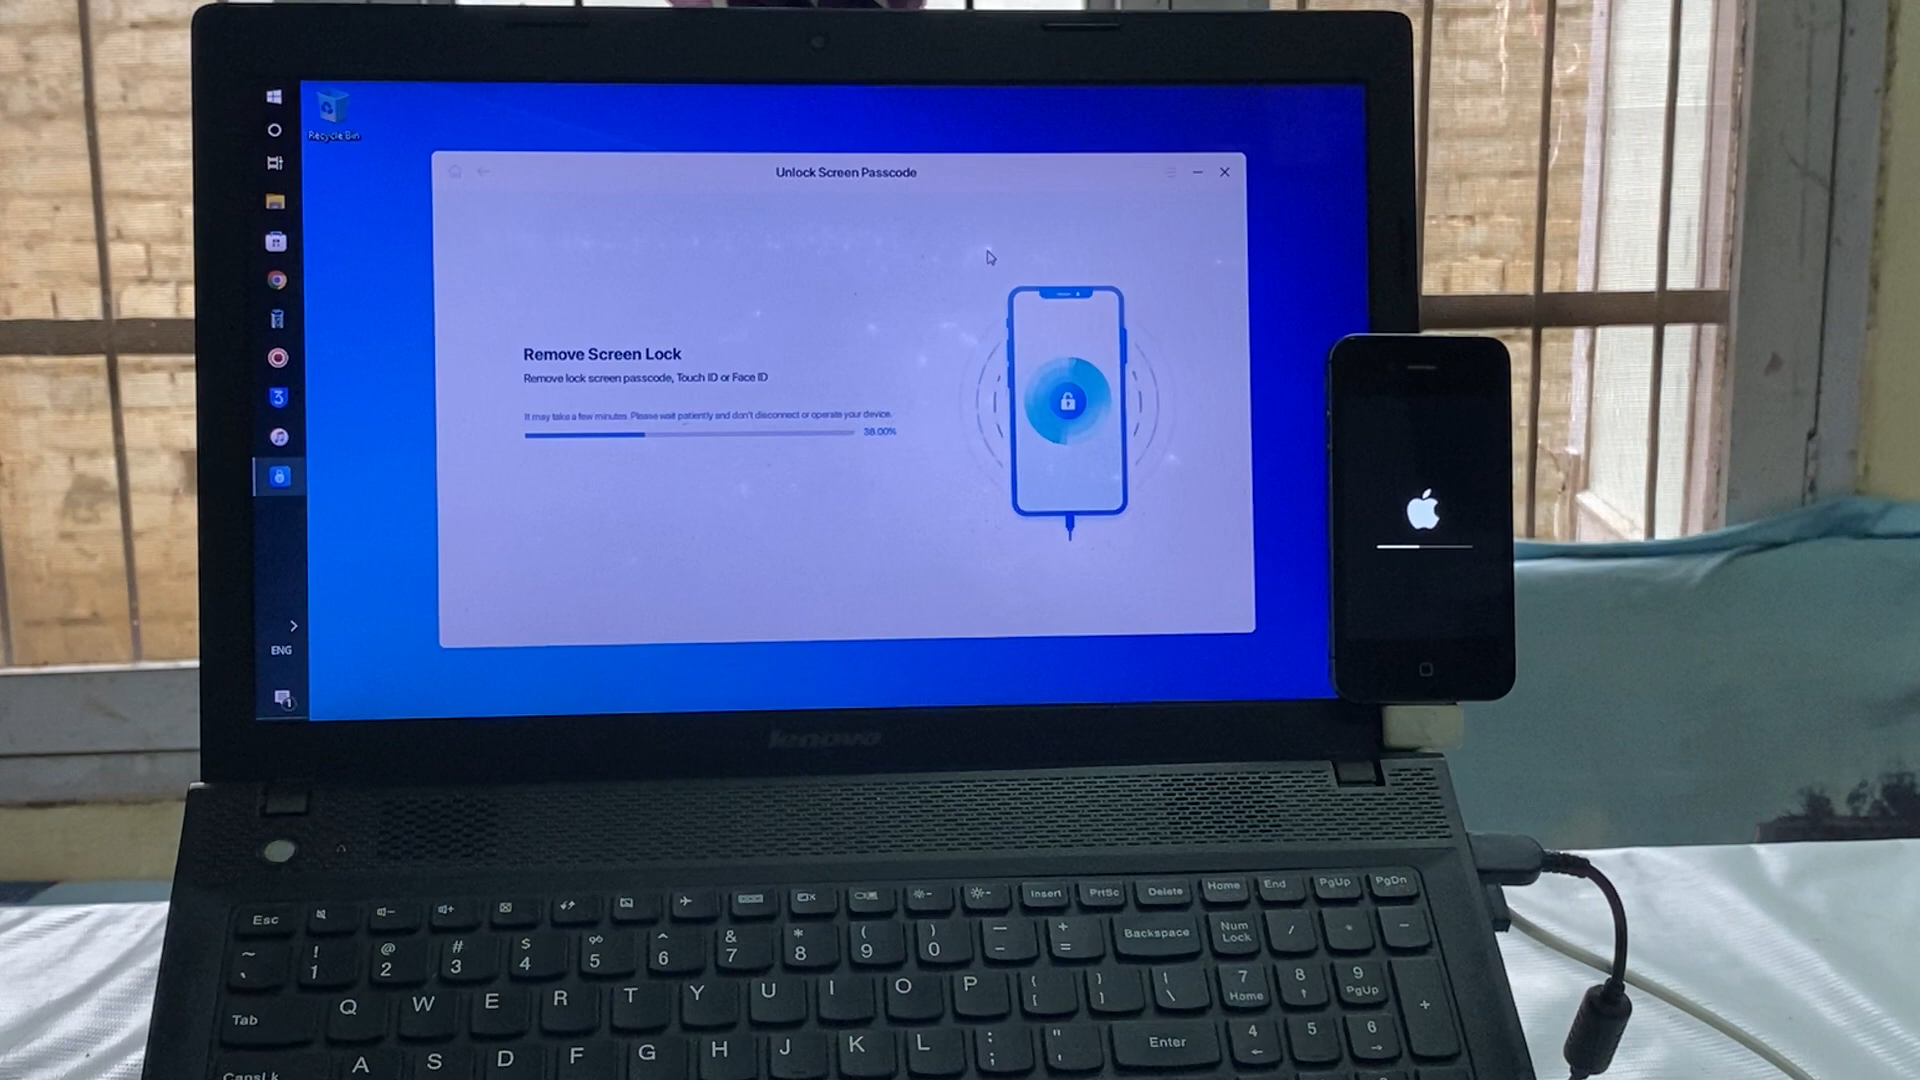 Recycle Bin
Unlock Screen Passcode
Remove Screen Lock
Remove lock screen passcode, Touch ID or Face ID
It may take a few minutes. Please wait patiently and don't disconnect or operate your device.
38.00%
3
ENG
1
lenovo
Esc Insert PrtSc Delete Home End PgUp PgDn
~ ! @ # $ % ^ & * ( ) — +
` 1 2 3 4 5 6 7 8 9 0 - = Backspace Num Lock / * −
Tab Q W E R T Y U I O P { [ } ] | \ 7 Home 8 ↑ 9 PgUp +
CapsLk A S D F G H J K L : ; " ' Enter 4 ← 5 6 →